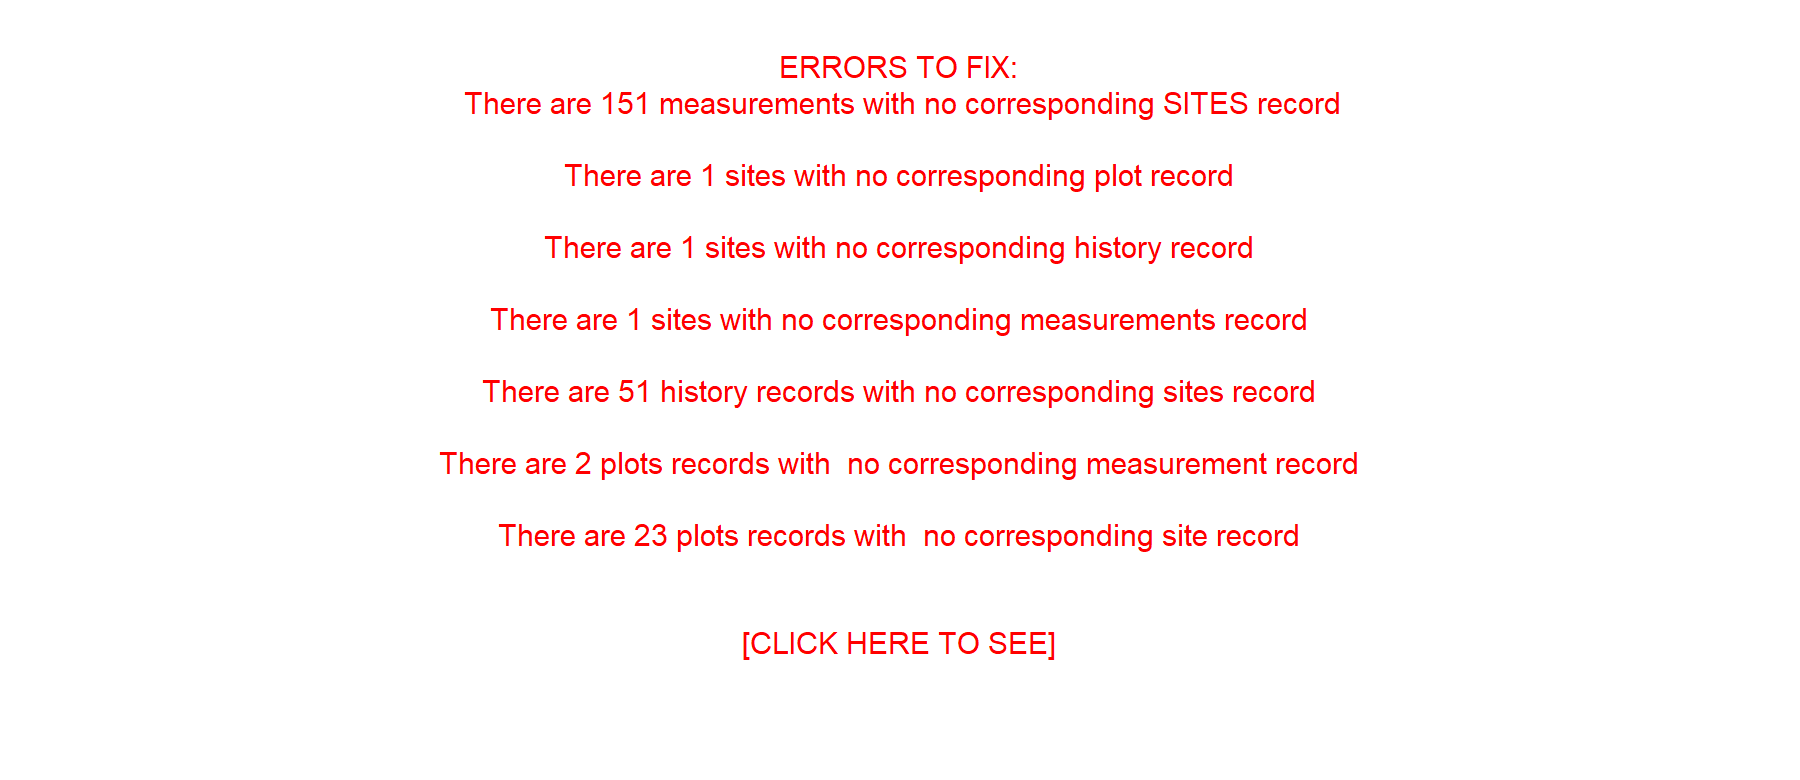 ERRORS TO FIX:
There are 151 measurements with no corresponding SITES record
There are 1 sites with no corresponding plot record
There are 1 sites with no corresponding history record
There are 1 sites with no corresponding measurements record
There are 51 history records with no corresponding sites record
There are 2 plots records with  no corresponding measurement record
There are 23 plots records with  no corresponding site record
[CLICK HERE TO SEE]